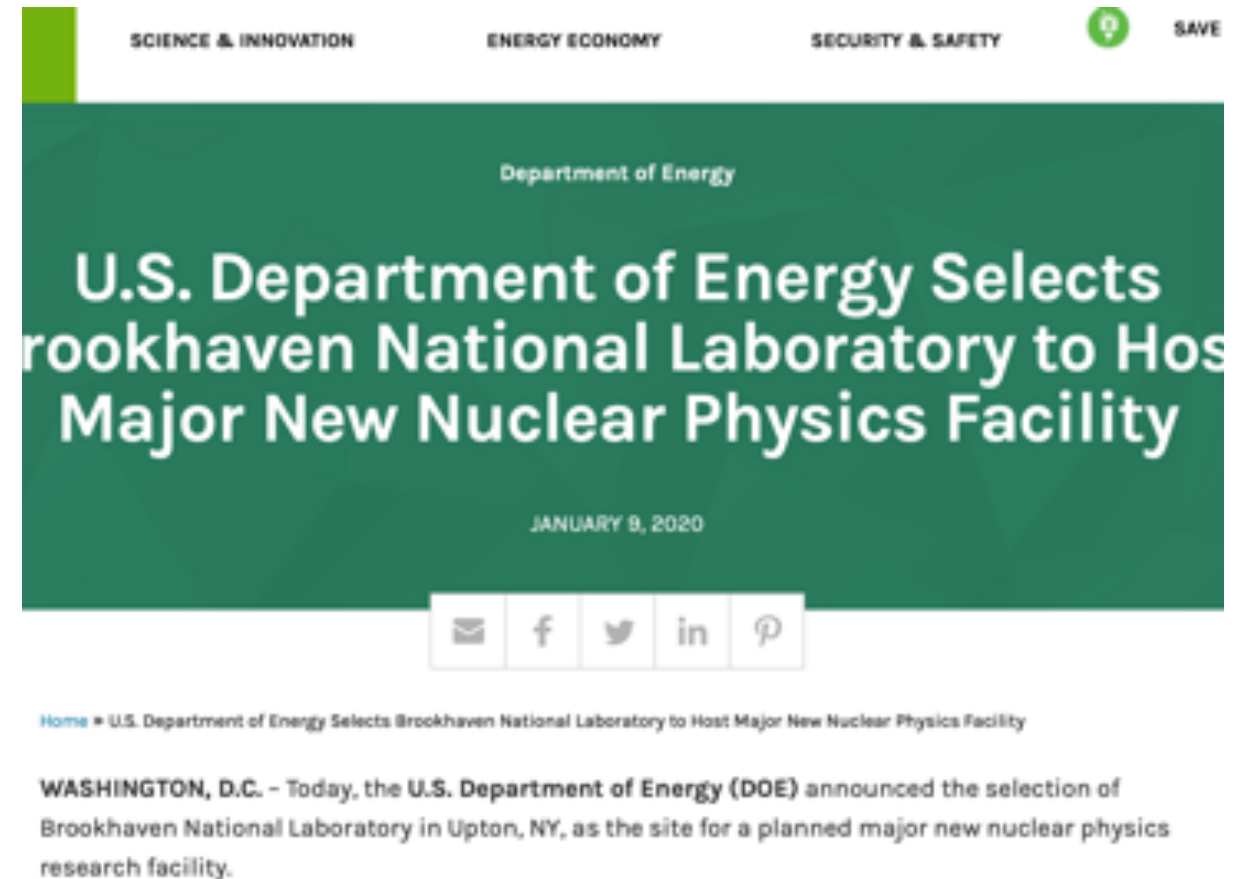 SCIENCE & INNOVATION ENERGY ECONOMY SECURITY & SAFETY SAVE
Department of Energy
U.S. Department of Energy Selects
rookhaven National Laboratory to Hos
Major New Nuclear Physics Facility
JANUARY 9, 2020
Home » U.S. Department of Energy Selects Brookhaven National Laboratory to Host Major New Nuclear Physics Facility
WASHINGTON, D.C. – Today, the U.S. Department of Energy (DOE) announced the selection of
Brookhaven National Laboratory in Upton, NY, as the site for a planned major new nuclear physics
research facility.